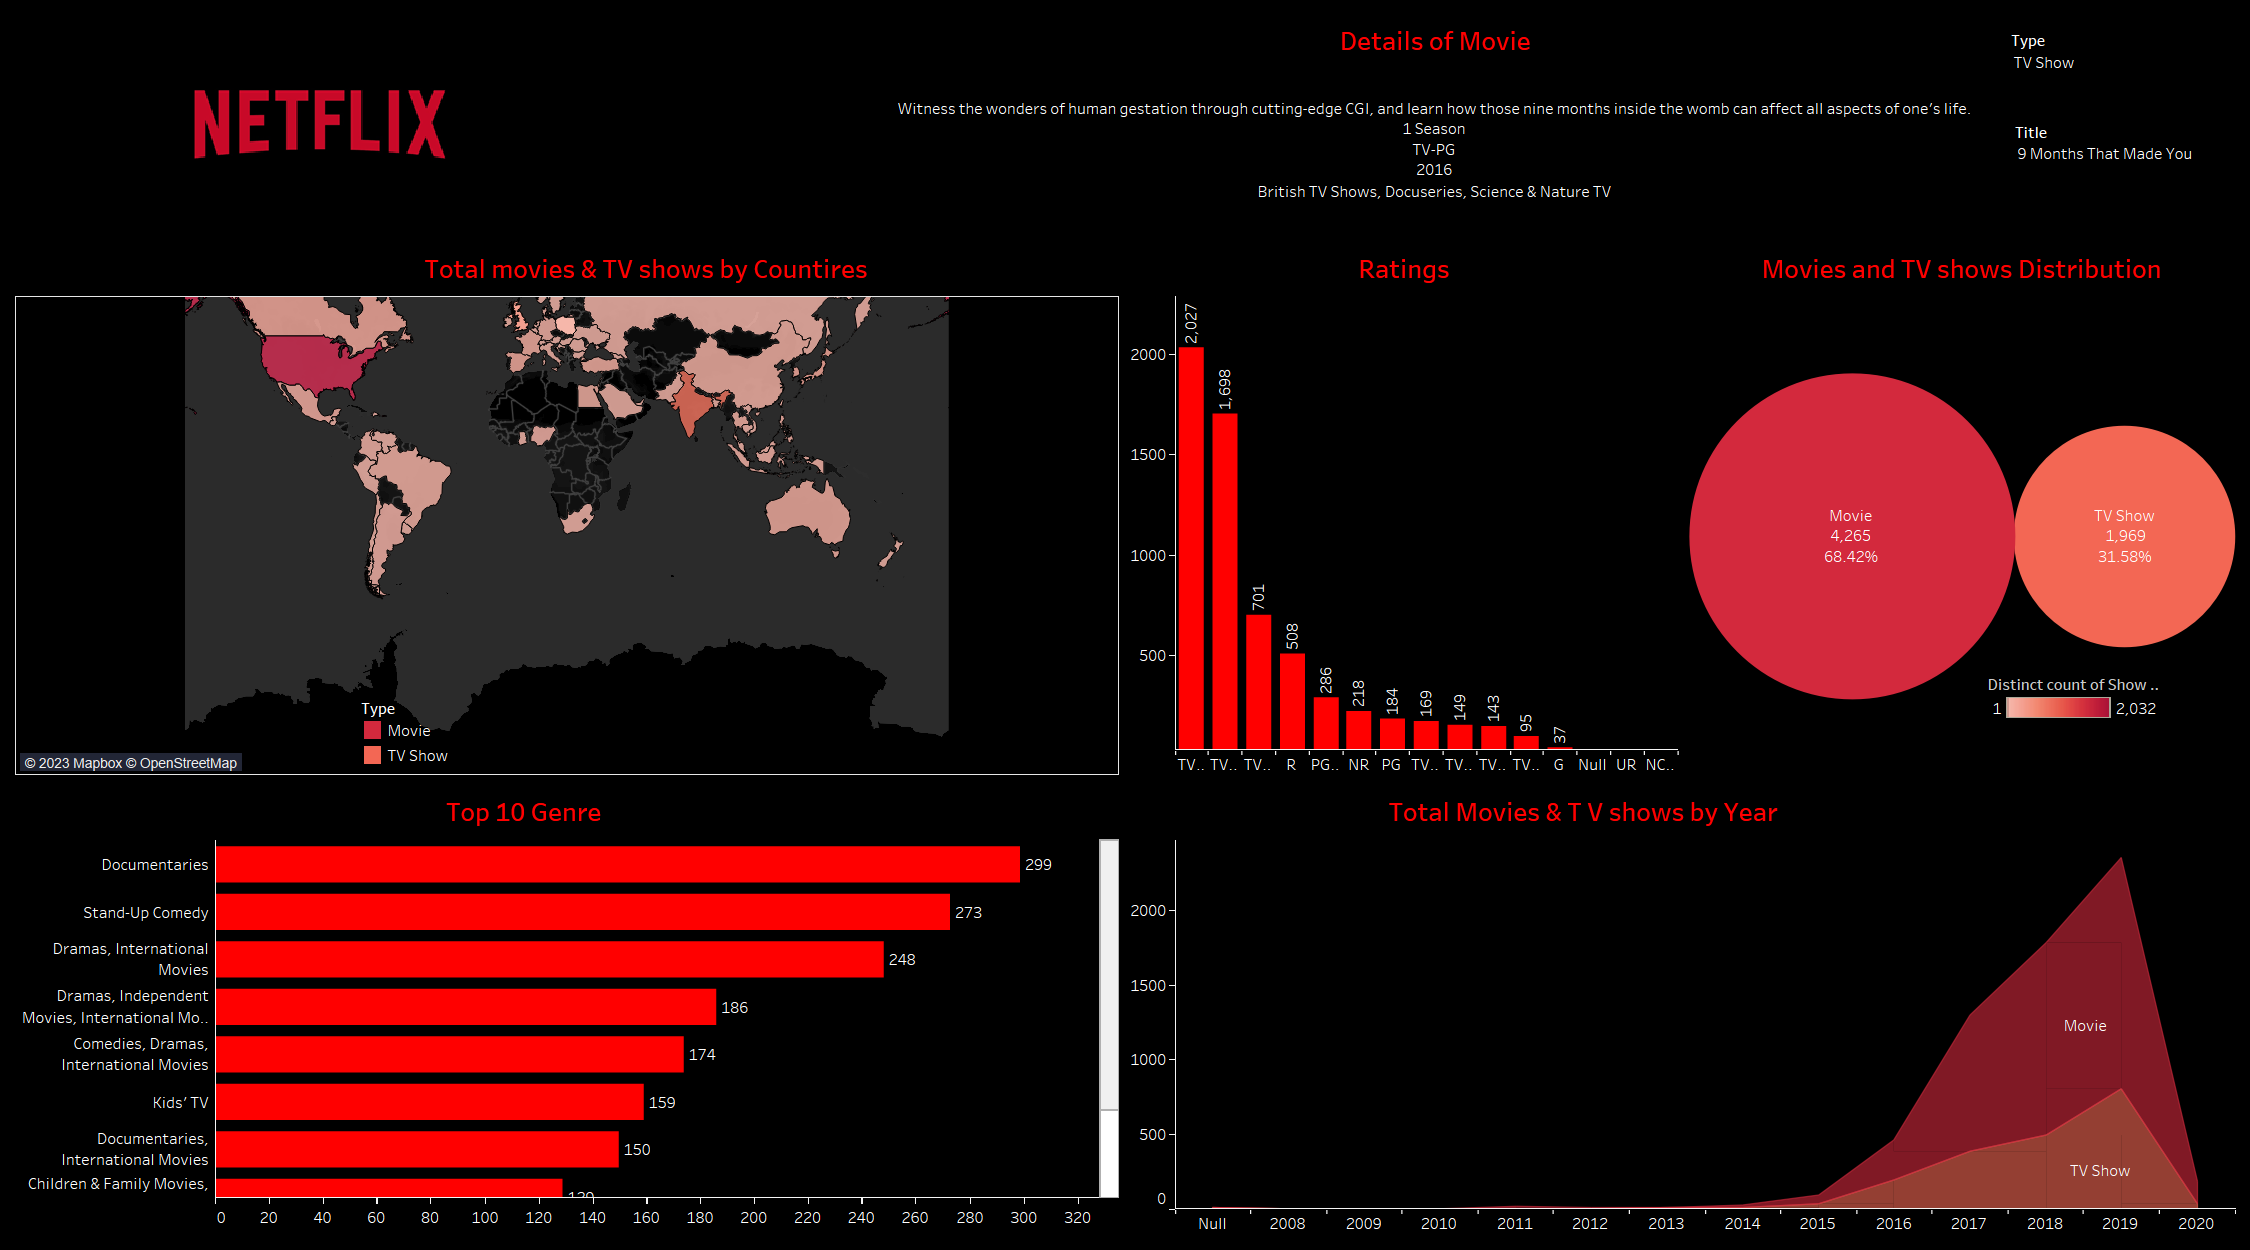 NETFLIX
Details of Movie
Witness the wonders of human gestation through cutting-edge CGI, and learn how those nine months inside the womb can affect all aspects of one's life.
1 Season
TV-PG
2016
British TV Shows, Docuseries, Science & Nature TV
Type
TV Show
Title
9 Months That Made You
Total movies & TV shows by Countires
Type
Movie
TV Show
© 2023 Mapbox © OpenStreetMap
Ratings
2000
1500
1000
500
2,027
1,698
701
508
286
218
184
169
149
143
95
37
TV.. TV.. TV.. R PG.. NR PG TV.. TV.. TV.. TV.. G Null UR NC..
Movies and TV shows Distribution
Movie
4,265
68.42%
TV Show
1,969
31.58%
Distinct count of Show ..
1 2,032
Top 10 Genre
Documentaries 299
Stand-Up Comedy 273
Dramas, International
Movies 248
Dramas, Independent
Movies, International Mo.. 186
Comedies, Dramas,
International Movies 174
Kids' TV 159
Documentaries,
International Movies 150
Children & Family Movies,
0 20 40 60 80 100 120 140 160 180 200 220 240 260 280 300 320
Total Movies & T V shows by Year
2000
1500
1000
500
0
Movie
TV Show
Null 2008 2009 2010 2011 2012 2013 2014 2015 2016 2017 2018 2019 2020